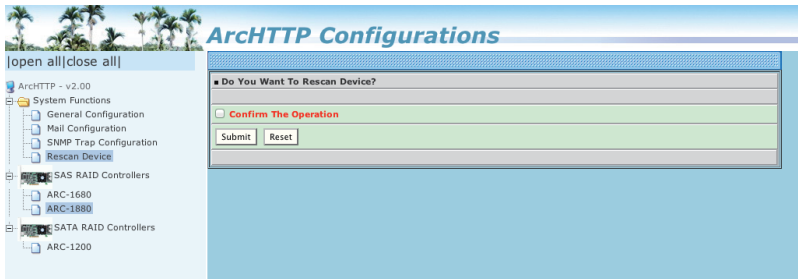 ArcHTTP Configurations
|open all|close all|
ArcHTTP - v2.00
System Functions
General Configuration
Mail Configuration
SNMP Trap Configuration
Rescan Device
SAS RAID Controllers
ARC-1680
ARC-1880
SATA RAID Controllers
ARC-1200
Do You Want To Rescan Device?
Confirm The Operation
Submit Reset